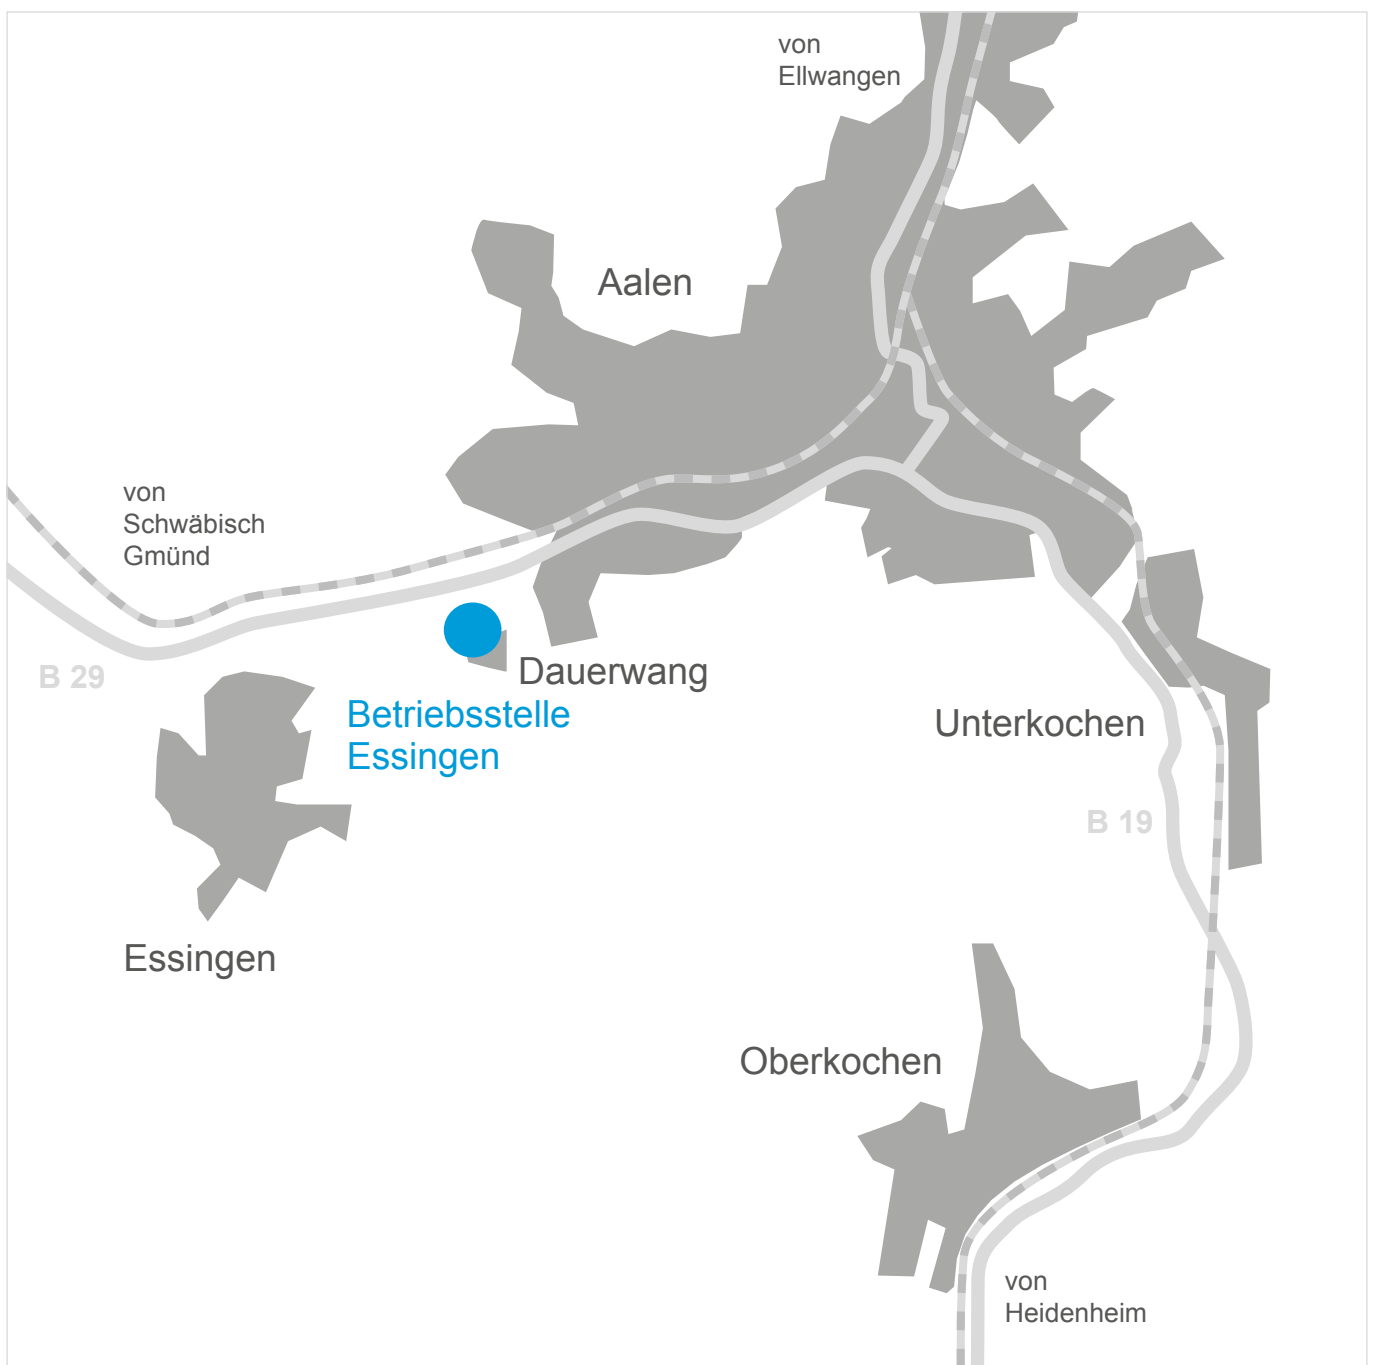 von
Ellwangen
Aalen
von
Schwäbisch
Gmünd
B 29
Dauerwang
Betriebsstelle
Essingen
Unterkochen
B 19
Essingen
Oberkochen
von
Heidenheim